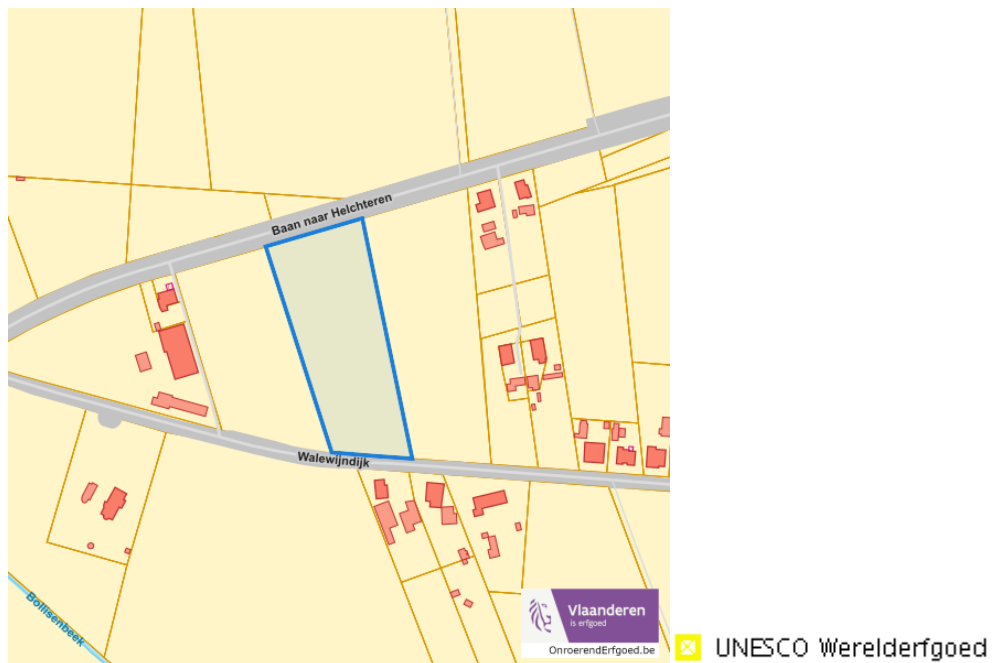 Baan naar Helchteren
Walewijndijk
Bollisenbeek
Vlaanderen
is erfgoed
OnroerendErfgoed.be
UNESCO Werelderfgoed